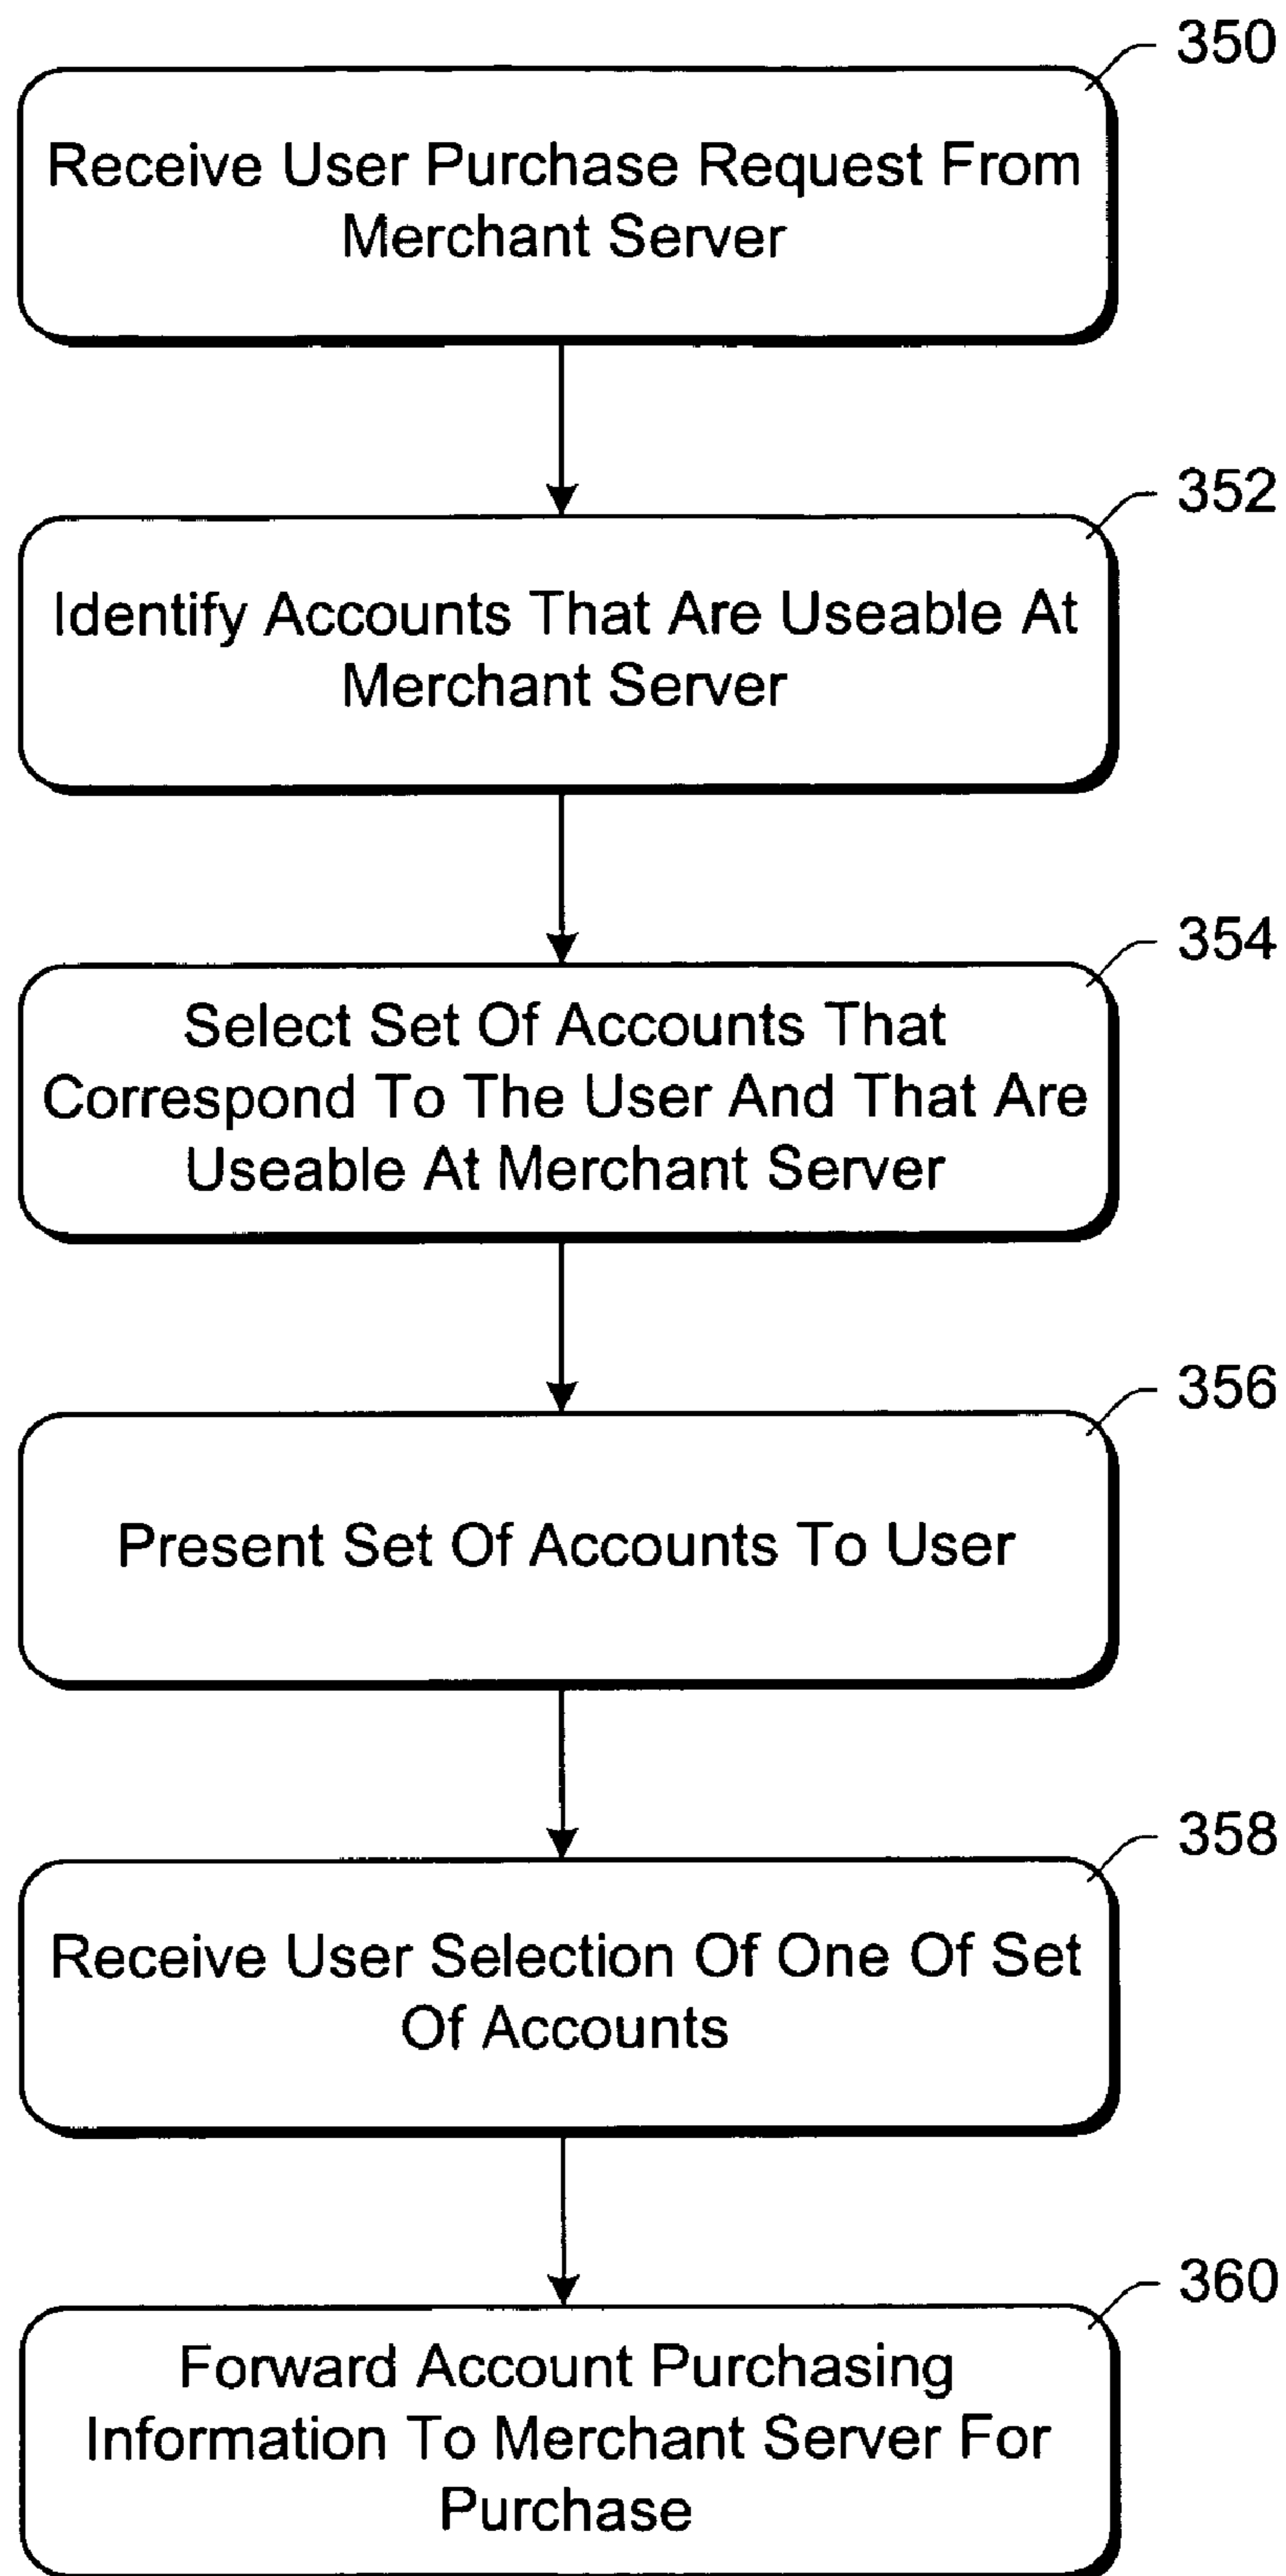 350
Receive User Purchase Request From
Merchant Server
352
Identify Accounts That Are Useable At
Merchant Server
354
Select Set Of Accounts That
Correspond To The User And That Are
Useable At Merchant Server
356
Present Set Of Accounts To User
358
Receive User Selection Of One Of Set
Of Accounts
360
Forward Account Purchasing
Information To Merchant Server For
Purchase